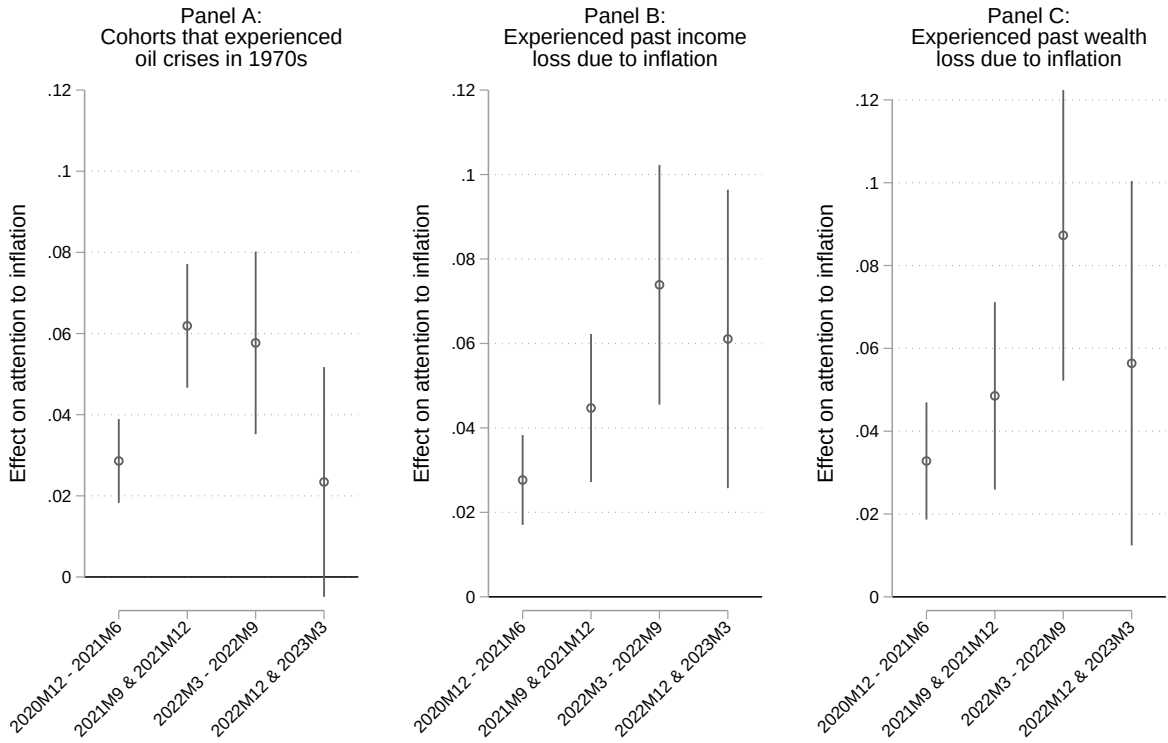 Panel A:
Cohorts that experienced
oil crises in 1970s
Effect on attention to inflation
.12
.1
.08
.06
.04
.02
0
2020M12 - 2021M6
2021M9 & 2021M12
2022M3 - 2022M9
2022M12 & 2023M3
Panel B:
Experienced past income
loss due to inflation
Effect on attention to inflation
.12
.1
.08
.06
.04
.02
0
2020M12 - 2021M6
2021M9 & 2021M12
2022M3 - 2022M9
2022M12 & 2023M3
Panel C:
Experienced past wealth
loss due to inflation
Effect on attention to inflation
.12
.1
.08
.06
.04
.02
0
2020M12 - 2021M6
2021M9 & 2021M12
2022M3 - 2022M9
2022M12 & 2023M3